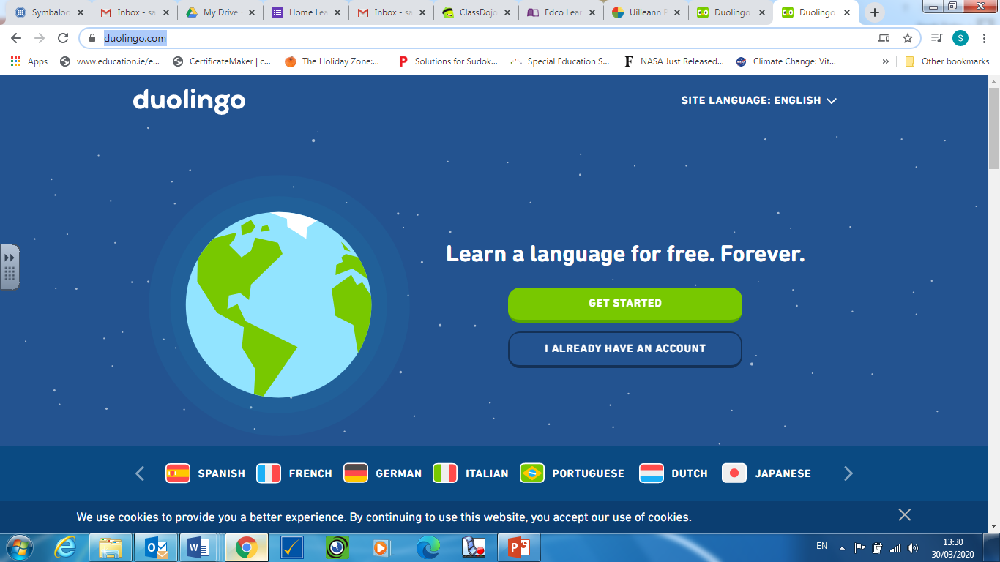 Symbaloo
Inbox - sa
My Drive
Home Lea
Inbox - sa
ClassDojo
Edco Lear
Uilleann P
Duolingo
Duolingo
duolingo.com
S
Apps
www.education.ie/e...
CertificateMaker | c...
The Holiday Zone:...
Solutions for Sudok...
Special Education S...
NASA Just Released...
Climate Change: Vit...
Other bookmarks
duolingo
SITE LANGUAGE: ENGLISH
Learn a language for free. Forever.
GET STARTED
I ALREADY HAVE AN ACCOUNT
SPANISH
FRENCH
GERMAN
ITALIAN
PORTUGUESE
DUTCH
JAPANESE
We use cookies to provide you a better experience. By continuing to use this website, you accept our use of cookies.
EN
13:30
30/03/2020